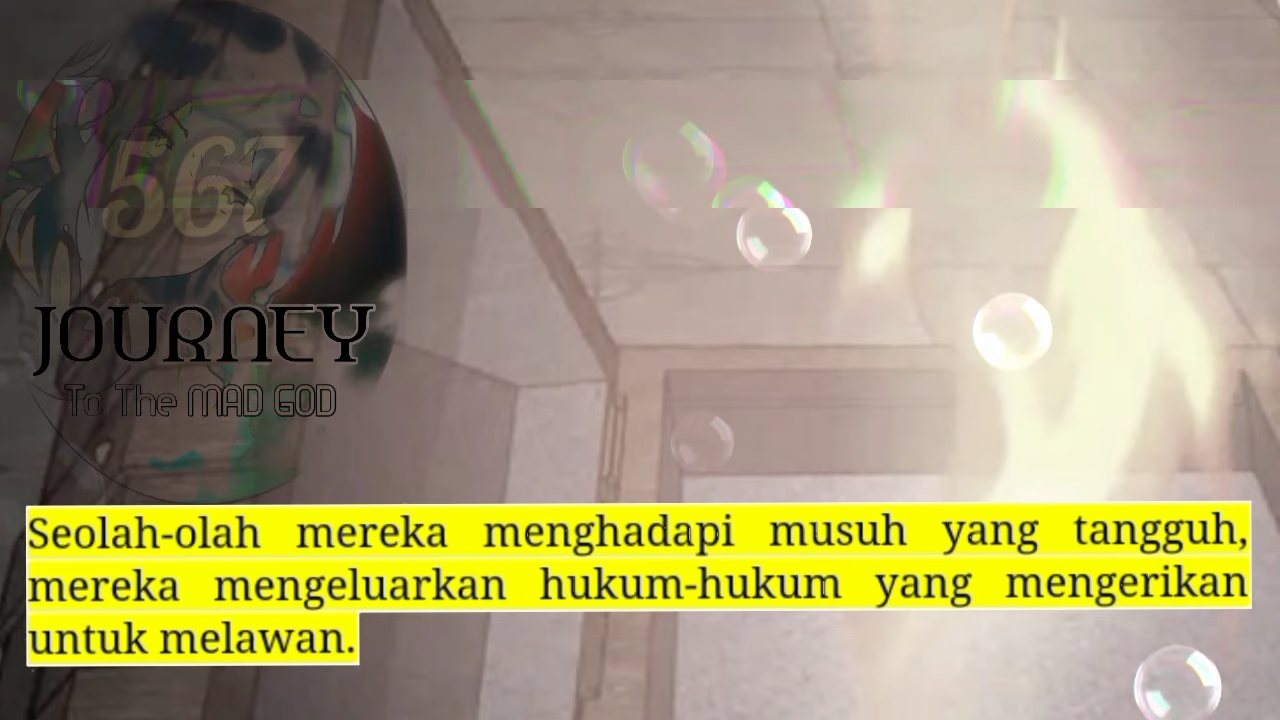 567
JOURNEY
To The MAD GOD
Seolah-olah mereka menghadapi musuh yang tangguh,
mereka mengeluarkan hukum-hukum yang mengerikan
untuk melawan.